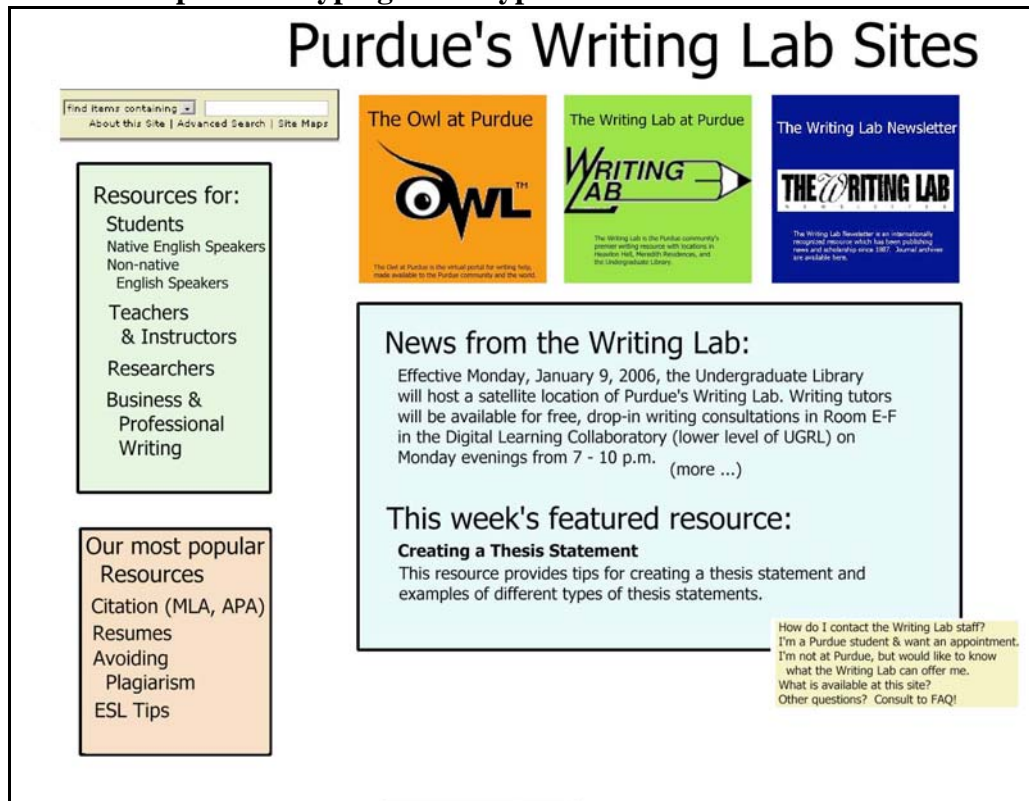 Purdue's Writing Lab Sites
find items containing
About this Site | Advanced Search | Site Maps
The Owl at Purdue
OWL™
The Owl at Purdue is the virtual portal for writing help,
made available to the Purdue community and the world.
The Writing Lab at Purdue
WRITING
LAB
The Writing Lab is the Purdue community's
premier writing resource with locations in
Heavilon Hall, Meredith Residences, and
the Undergraduate Library.
The Writing Lab Newsletter
THE WRITING LAB
NEWSLETTER
The Writing Lab Newsletter is an internationally
recognized resource which has been publishing
news and scholarship since 1987. Journal archives
are available here.
Resources for:
Students
Native English Speakers
Non-native
English Speakers
Teachers
& Instructors
Researchers
Business &
Professional
Writing
Our most popular
Resources
Citation (MLA, APA)
Resumes
Avoiding
Plagiarism
ESL Tips
News from the Writing Lab:
Effective Monday, January 9, 2006, the Undergraduate Library
will host a satellite location of Purdue's Writing Lab. Writing tutors
will be available for free, drop-in writing consultations in Room E-F
in the Digital Learning Collaboratory (lower level of UGRL) on
Monday evenings from 7 - 10 p.m.
(more ...)
This week's featured resource:
Creating a Thesis Statement
This resource provides tips for creating a thesis statement and
examples of different types of thesis statements.
How do I contact the Writing Lab staff?
I'm a Purdue student & want an appointment.
I'm not at Purdue, but would like to know
what the Writing Lab can offer me.
What is available at this site?
Other questions? Consult to FAQ!